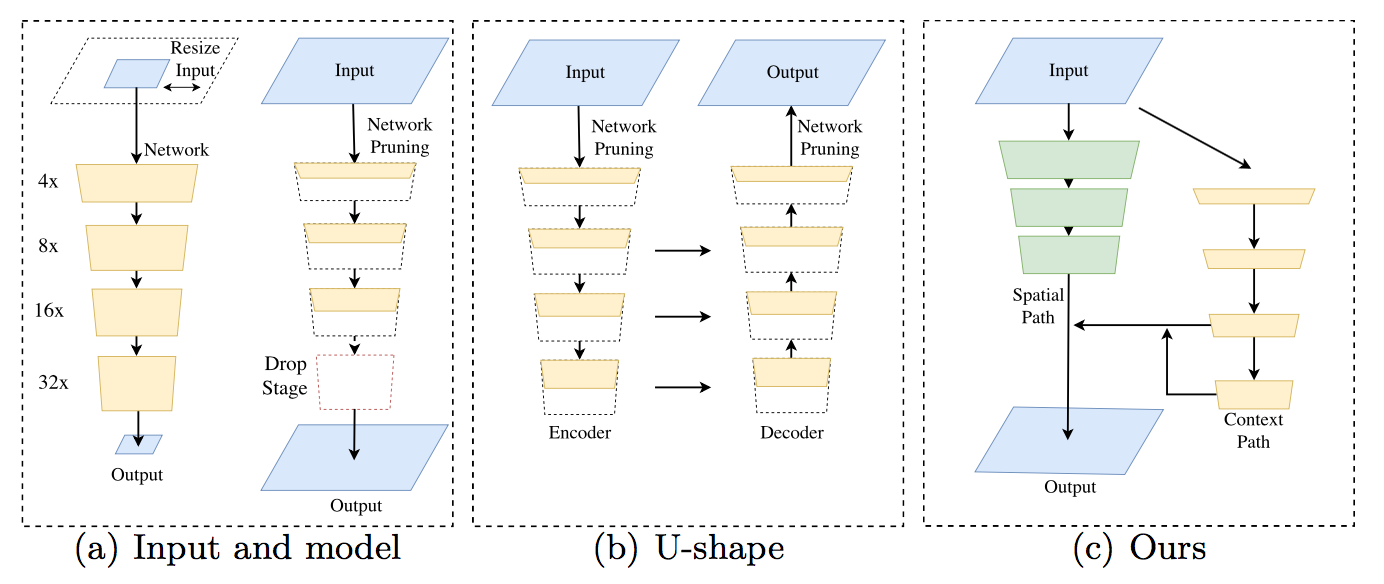 Resize
Input
Network
4x
8x
16x
32x
Output
Input
Network
Pruning
Drop
Stage
Output
(a) Input and model
Input
Network
Pruning
Encoder
Output
Network
Pruning
Decoder
(b) U-shape
Input
Spatial
Path
Context
Path
Output
(c) Ours